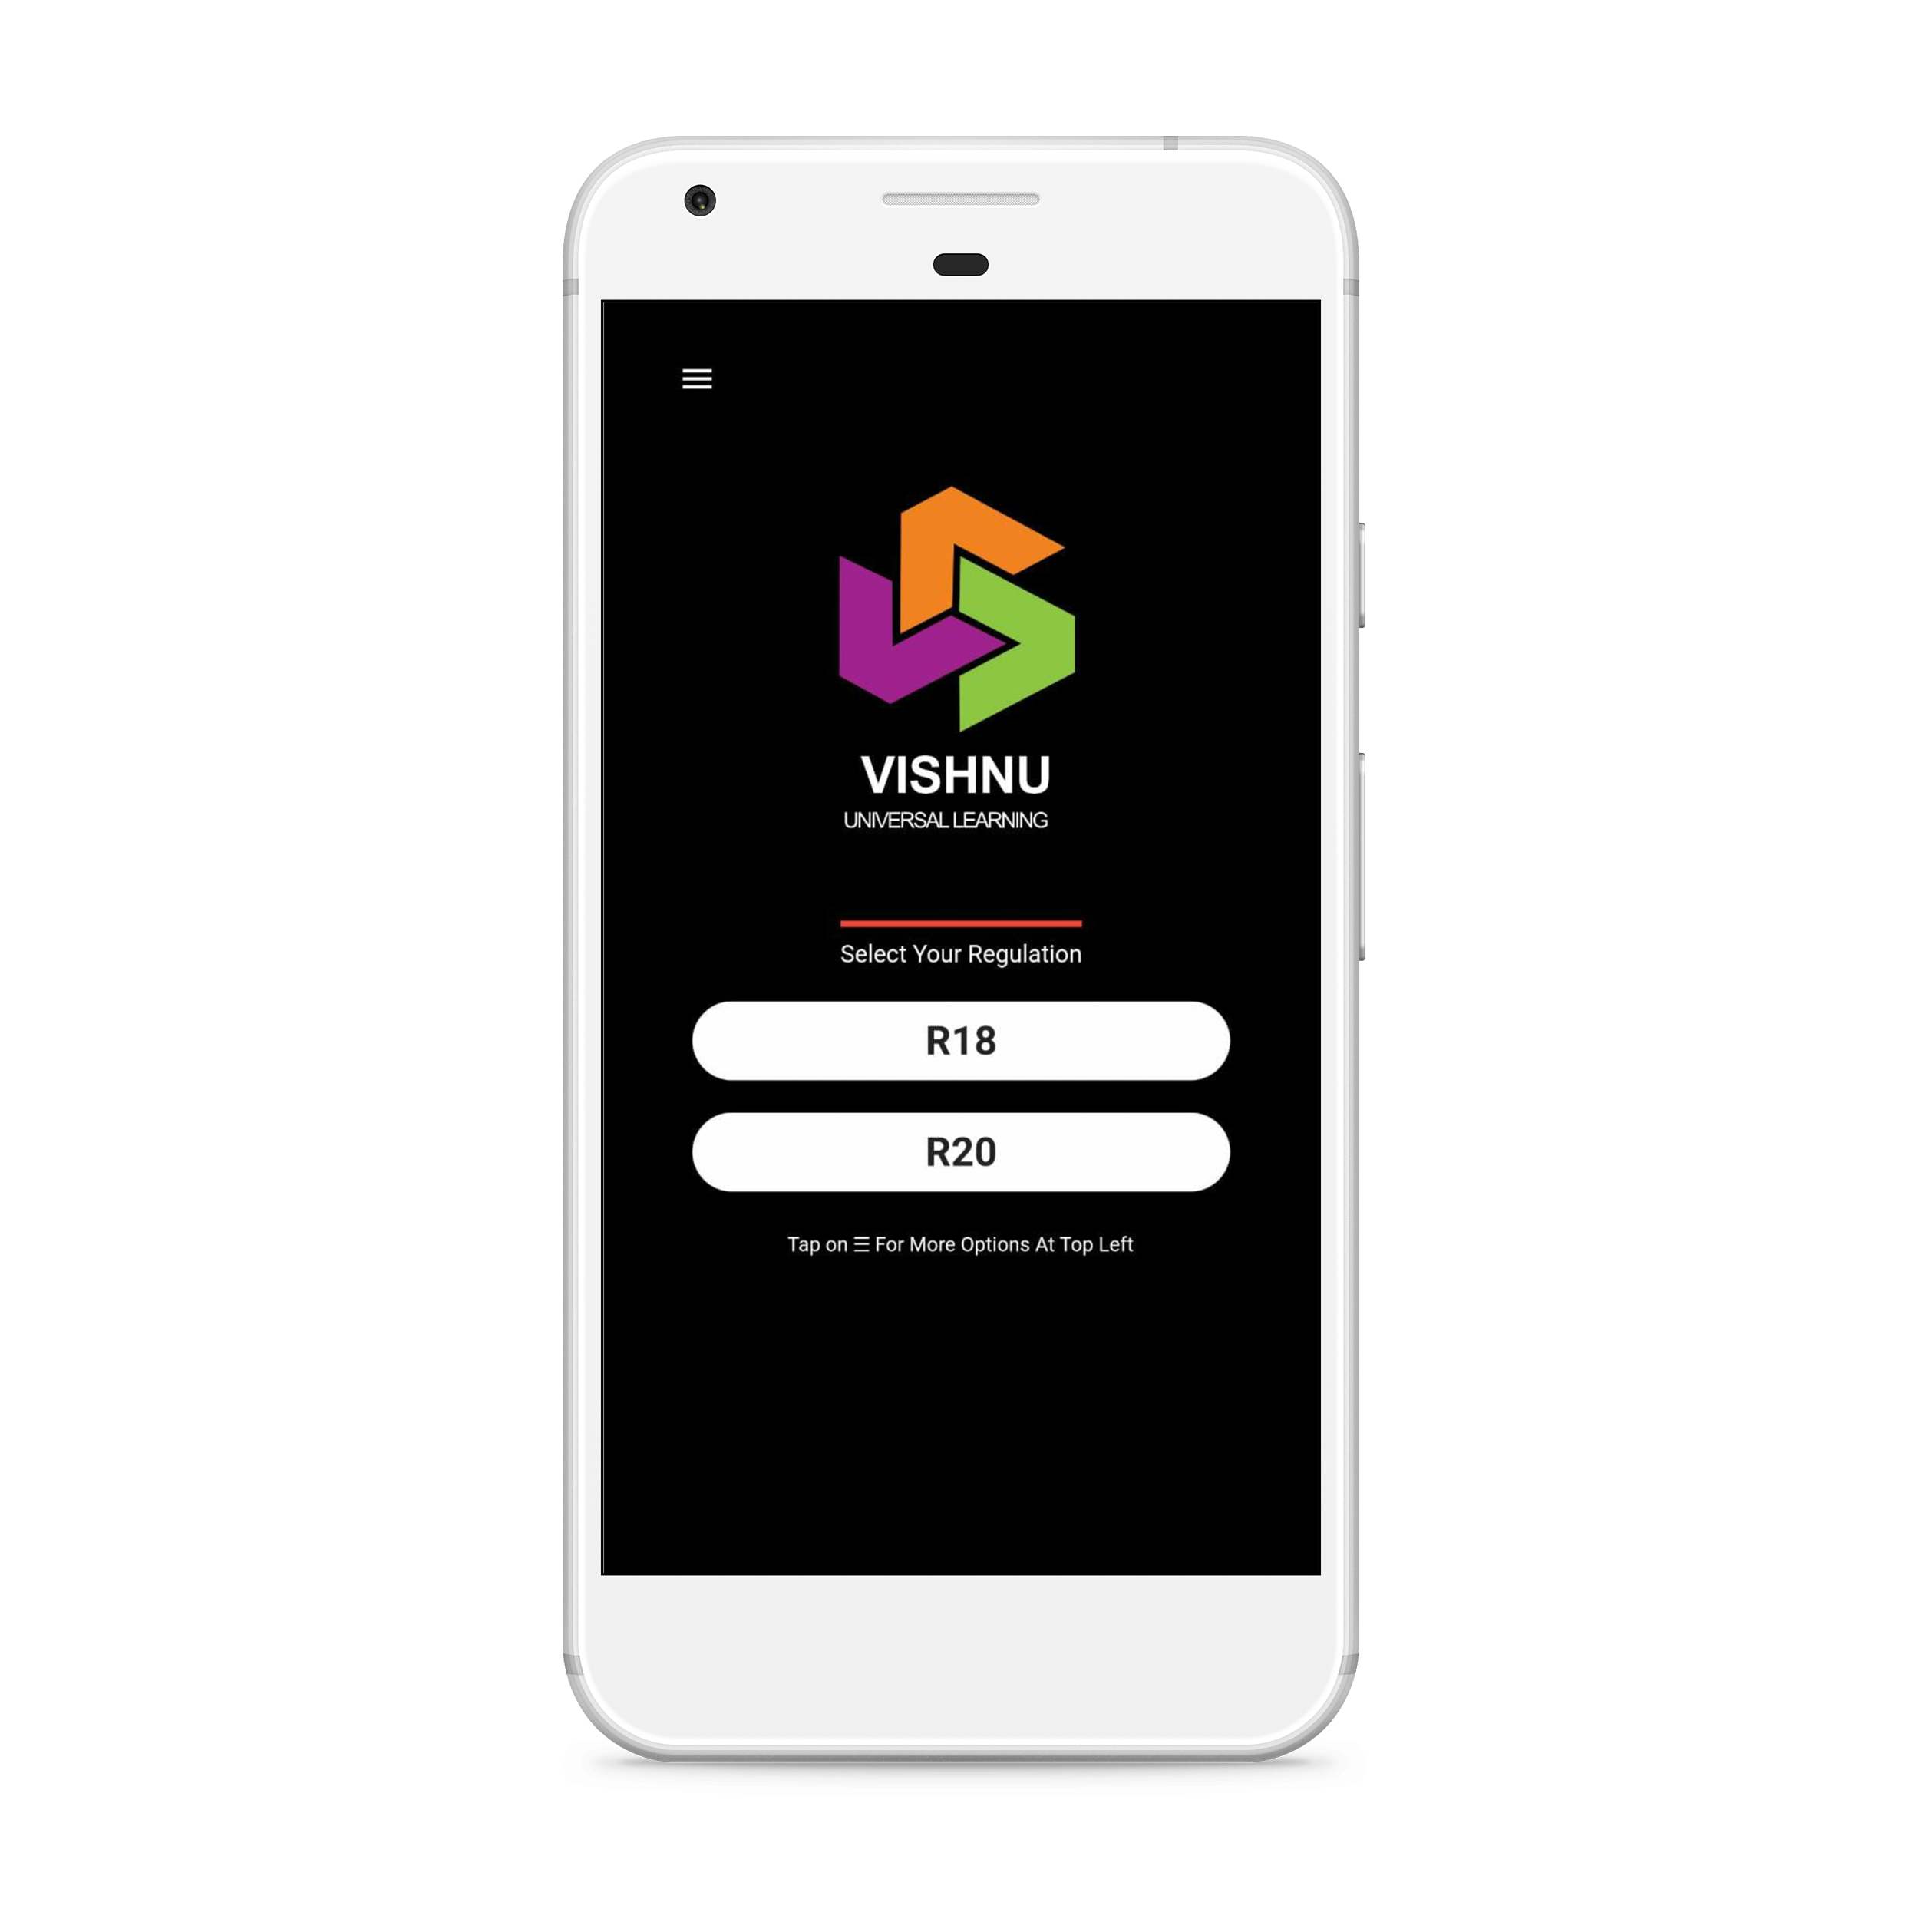 VISHNU
UNIVERSAL LEARNING
Select Your Regulation
R18
R20
Tap on ☰ For More Options At Top Left